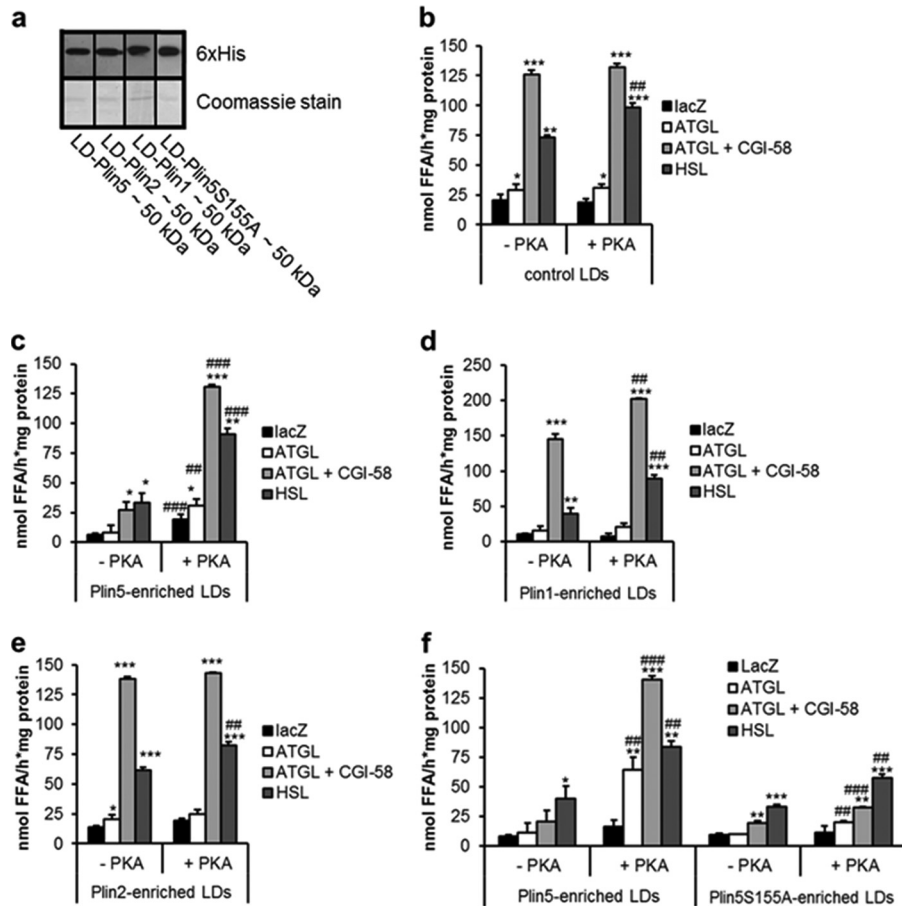 a
6xHis
Coomassie stain
LD-Plin5 ~ 50 kDa
LD-Plin2 ~ 50 kDa
LD-Plin1 ~ 50 kDa
LD-Plin5S155A ~ 50 kDa
b
nmol FFA/h*mg protein
150
125
100
75
50
25
0
*
***
**
*
***
##
***
lacZ
ATGL
ATGL + CGI-58
HSL
- PKA
+ PKA
control LDs
c
nmol FFA/h*mg protein
150
125
100
75
50
25
0
*
*
###
##
*
###
***
###
**
lacZ
ATGL
ATGL + CGI-58
HSL
- PKA
+ PKA
Plin5-enriched LDs
d
nmol FFA/h*mg protein
250
200
150
100
50
0
***
**
##
***
##
***
lacZ
ATGL
ATGL + CGI-58
HSL
- PKA
+ PKA
Plin1-enriched LDs
e
nmol FFA/h*mg protein
150
125
100
75
50
25
0
*
***
***
***
##
***
lacZ
ATGL
ATGL + CGI-58
HSL
- PKA
+ PKA
Plin2-enriched LDs
f
nmol FFA/h*mg protein
150
125
100
75
50
25
0
*
##
**
###
***
##
**
**
***
##
###
**
##
***
LacZ
ATGL
ATGL + CGI-58
HSL
- PKA
+ PKA
- PKA
+ PKA
Plin5-enriched LDs
Plin5S155A-enriched LDs